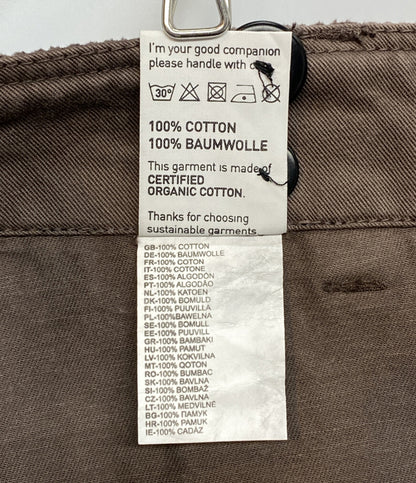 I'm your good companion
please handle with
30°
100% COTTON
100% BAUMWOLLE
This garment is made of
CERTIFIED
ORGANIC COTTON.
Thanks for choosing
sustainable garments
GB-100% COTTON
DE-100% BAUMWOLLE
FR-100% COTON
IT-100% COTONE
ES-100% ALGODÓN
PT-100% ALGODÃO
NL-100% KATOEN
DK-100% BOMULD
FI-100% PUUVILLA
PL-100%BAWELNA
SE-100% BOMULL
EE-100% PUUVILL
GR-100% BAMBAKI
HU-100% PAMUT
LV-100% KOKVILNA
MT-100% QOTON
RO-100% BUMBAC
SK-100% BAVLNA
SI-100% BOMBAŽ
CZ-100% BAVLNA
LT-100% MEDVILNĖ
BG-100% ПАМУК
HR-100% PAMUK
IE-100% CADÁZ